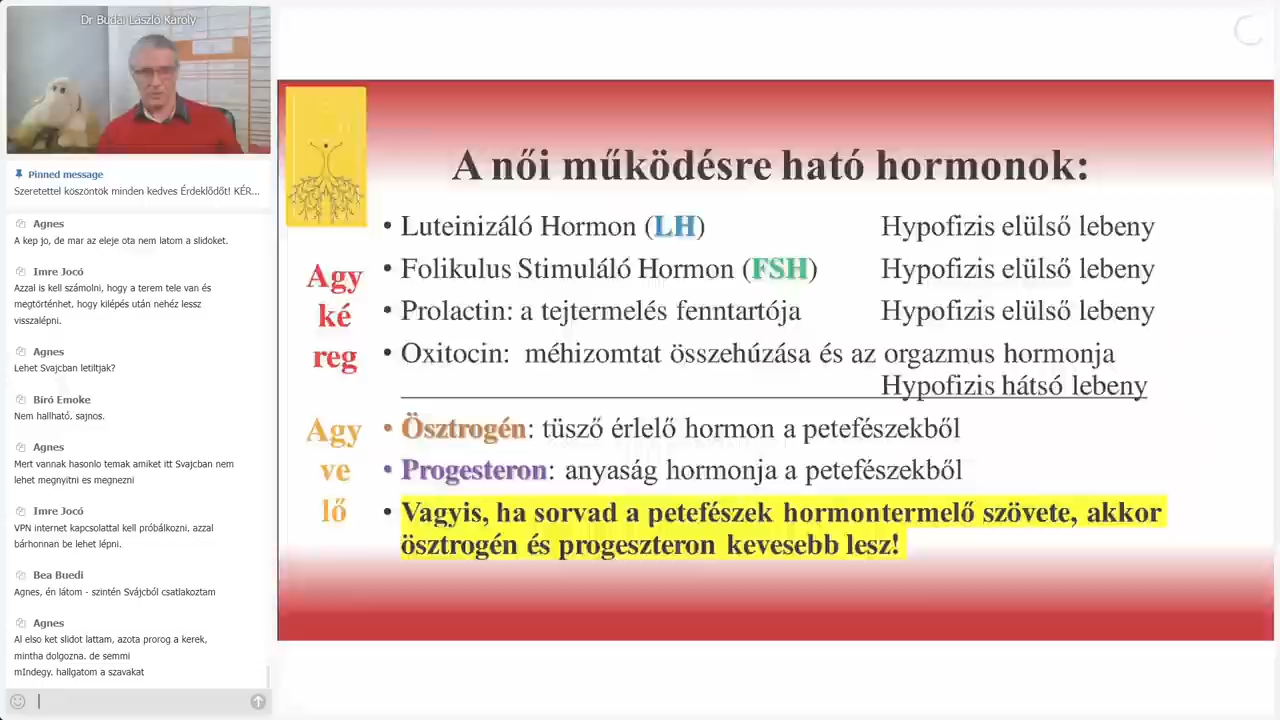 Dr Budai László Károly
Pinned message
Szeretettel köszöntök minden kedves Érdeklődőt! KÉR...
Agnes
A kep jo, de mar az eleje ota nem latom a slidoket.
Imre Jocó
Azzal is kell számolni, hogy a terem tele van és
megtörténhet, hogy kilépés után nehéz lessz
visszalépni.
Agnes
Lehet Svajcban letiltjak?
Bíró Emoke
Nem hallható, sajnos.
Agnes
Mert vannak hasonlo temak amiket itt Svajcban nem
lehet megnyitni es megnezni
Imre Jocó
VPN internet kapcsolattal kell próbálkozni, azzal
bárhonnan be lehet lépni.
Bea Buedi
Agnes, én látom - szintén Svájcból csatlakoztam
Agnes
Al elso ket slidot lattam, azota prorog a kerek,
mintha dolgozna. de semmi
mIndegy. hallgatom a szavakat
A női működésre ható hormonok:
Agy
ké
reg
• Luteinizáló Hormon (LH) Hypofizis elülső lebeny
• Folikulus Stimuláló Hormon (FSH) Hypofizis elülső lebeny
• Prolactin: a tejtermelés fenntartója Hypofizis elülső lebeny
• Oxitocin: méhizomtat összehúzása és az orgazmus hormonja
Hypofizis hátsó lebeny
Agy
ve
lő
• Ösztrogén: tüsző érlelő hormon a petefészekből
• Progesteron: anyaság hormonja a petefészekből
• Vagyis, ha sorvad a petefészek hormontermelő szövete, akkor
ösztrogén és progeszteron kevesebb lesz!